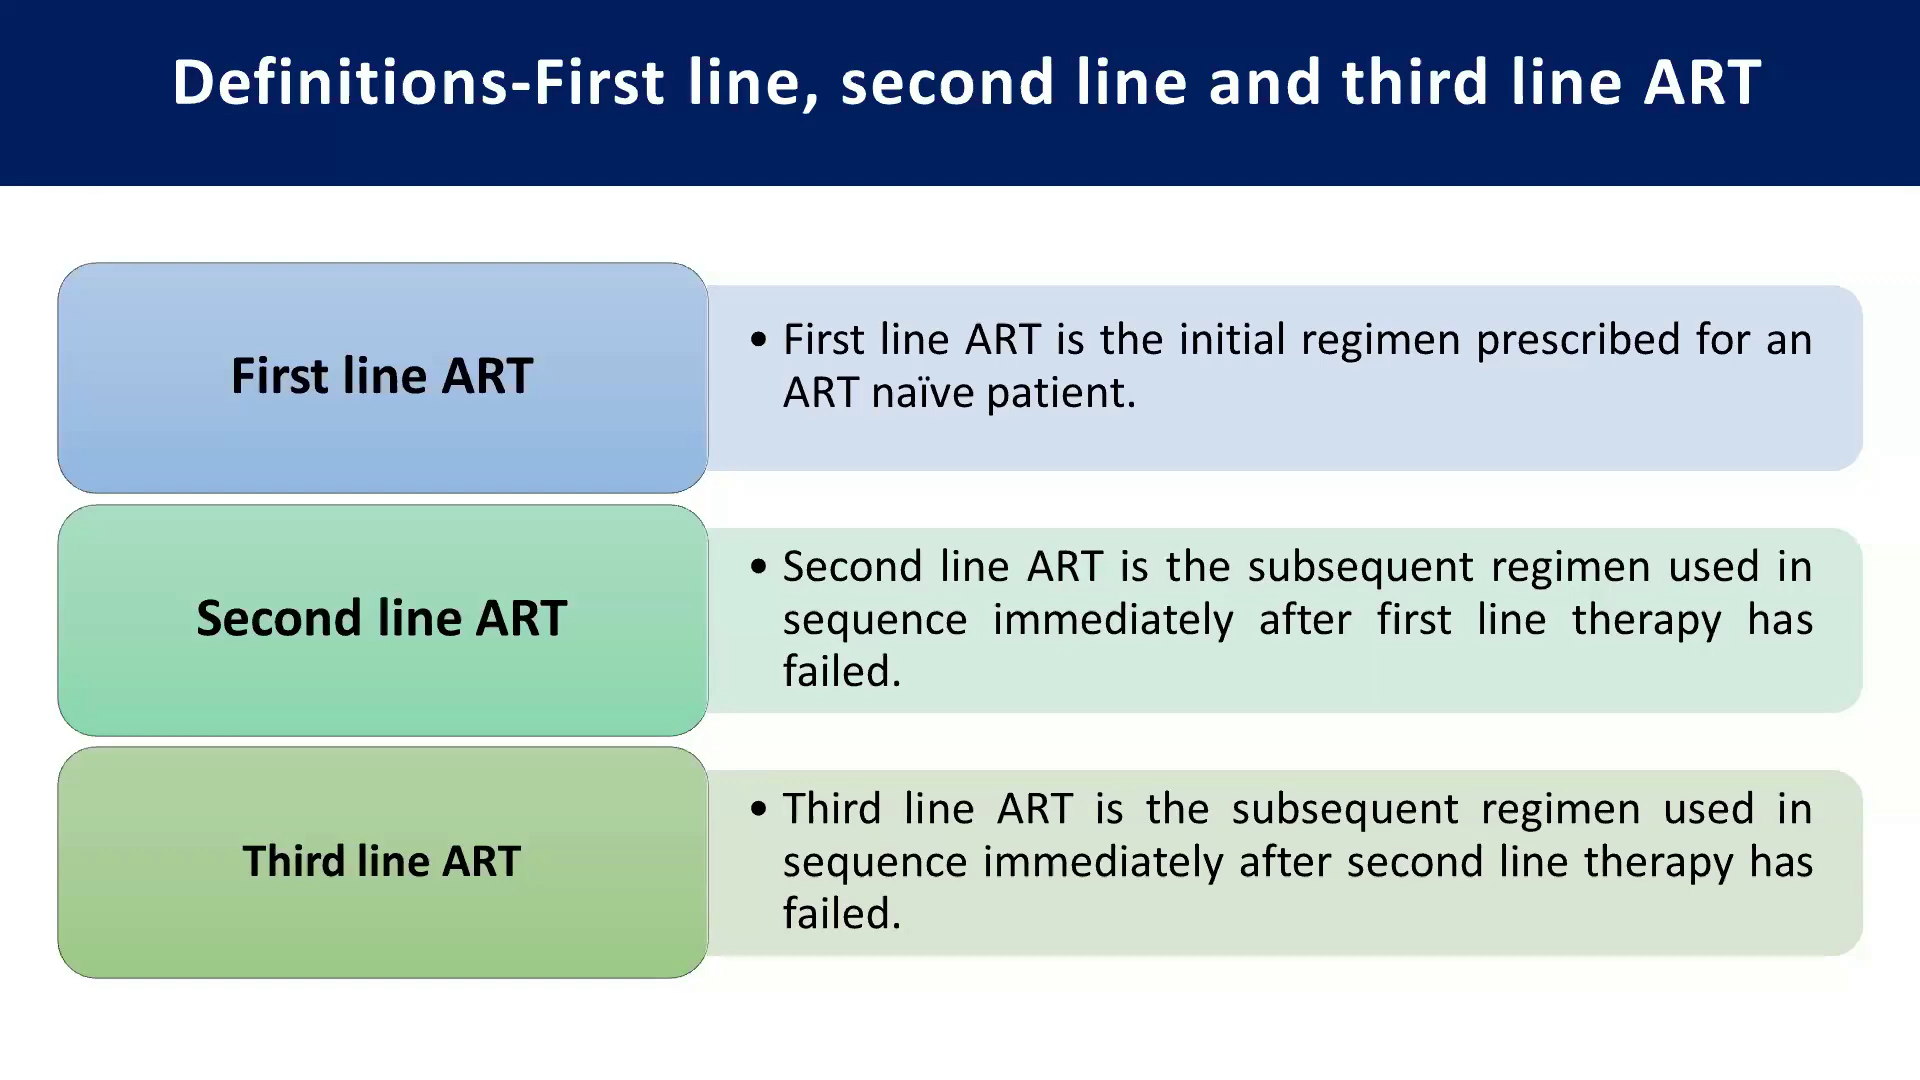 Definitions-First line, second line and third line ART
First line ART
• First line ART is the initial regimen prescribed for an
ART naïve patient.
Second line ART
• Second line ART is the subsequent regimen used in
sequence immediately after first line therapy has
failed.
Third line ART
• Third line ART is the subsequent regimen used in
sequence immediately after second line therapy has
failed.